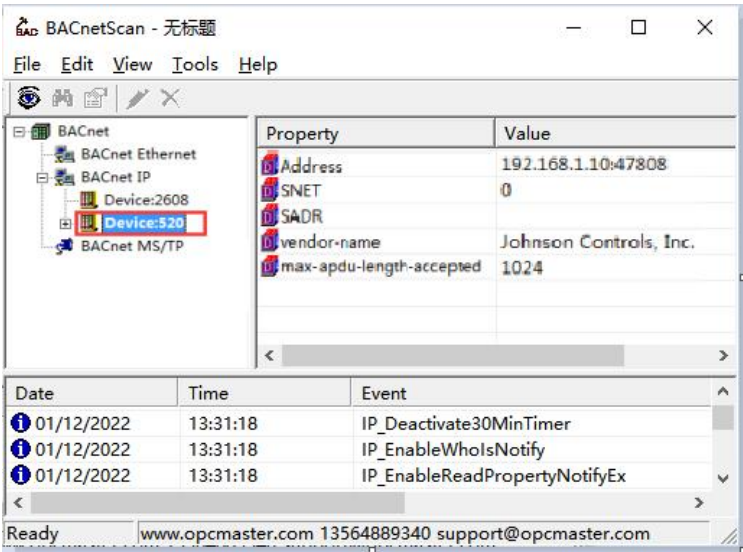 BACnetScan - 无标题
File Edit View Tools Help
BACnet
BACnet Ethernet
BACnet IP
Device:2608
Device:520
BACnet MS/TP
Property Value
Address 192.168.1.10:47808
SNET 0
SADR
vendor-name Johnson Controls, Inc.
max-apdu-length-accepted 1024
Date Time Event
01/12/2022 13:31:18 IP_Deactivate30MinTimer
01/12/2022 13:31:18 IP_EnableWhoIsNotify
01/12/2022 13:31:18 IP_EnableReadPropertyNotifyEx
Ready www.opcmaster.com 13564889340 support@opcmaster.com